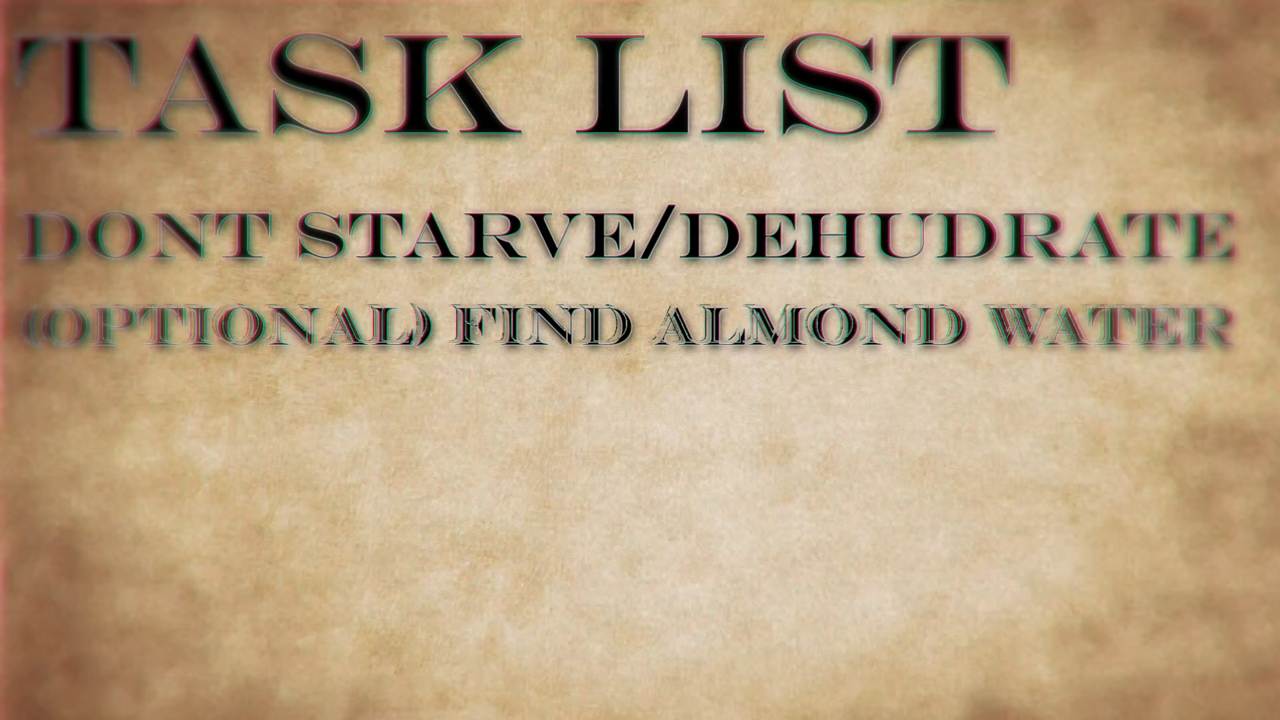 TASK LIST
DONT STARVE/DEHUDRATE
(OPTIONAL) FIND ALMOND WATER